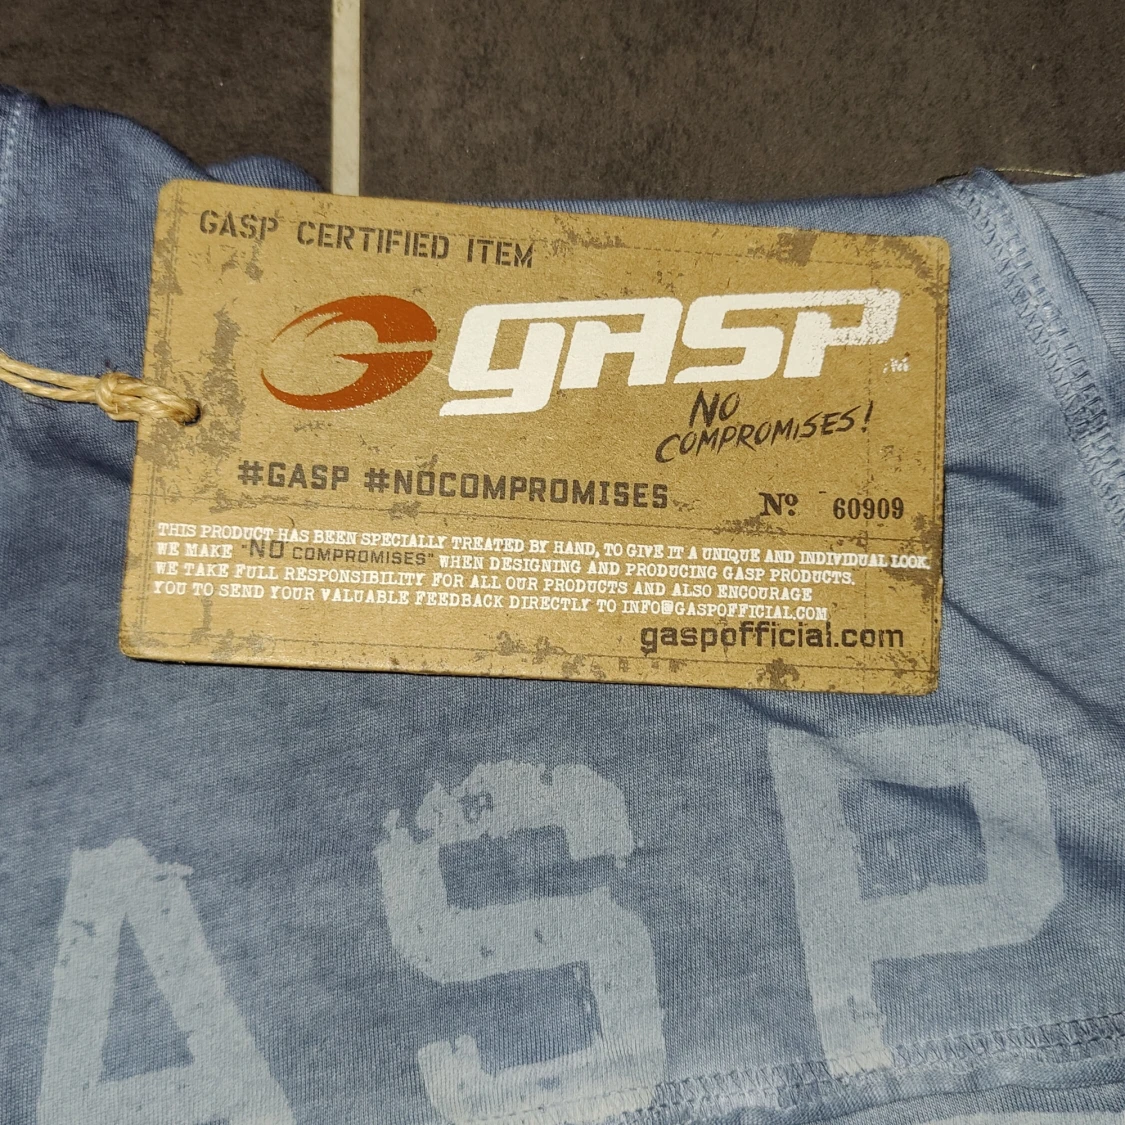 GASP CERTIFIED ITEM
GASP
NO
COMPROMISES!
#GASP #NOCOMPROMISES
Nº 60909
THIS PRODUCT HAS BEEN SPECIALLY TREATED BY HAND, TO GIVE IT A UNIQUE AND INDIVIDUAL LOOK.
WE MAKE "NO COMPROMISES" WHEN DESIGNING AND PRODUCING GASP PRODUCTS.
WE TAKE FULL RESPONSIBILITY FOR ALL OUR PRODUCTS AND ALSO ENCOURAGE
YOU TO SEND YOUR VALUABLE FEEDBACK DIRECTLY TO INFO@GASPOFFICIAL.COM
gaspofficial.com
ASP